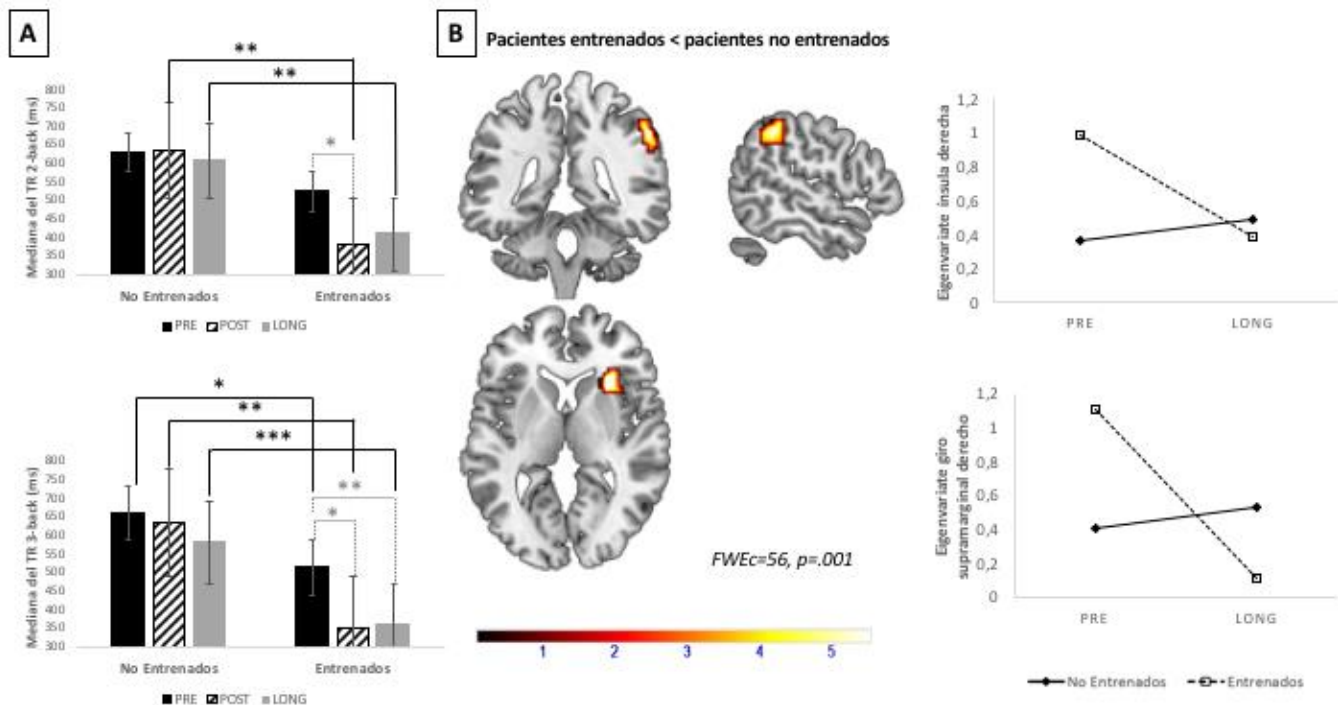 A
**
**
Mediana del TR 2-back (ms)
800
750
700
650
600
550
500
450
400
350
300
*
No Entrenados
Entrenados
PRE POST LONG
*
**
***
Mediana del TR 3-back (ms)
800
750
700
650
600
550
500
450
400
350
300
**
*
No Entrenados
Entrenados
PRE POST LONG
B
Pacientes entrenados < pacientes no entrenados
FWEc=56, p=.001
1 2 3 4 5
Eigenvariate ínsula derecha
1,2
1
0,8
0,6
0,4
0,2
0
PRE LONG
Eigenvariate giro
supramarginal derecho
1,2
1
0,8
0,6
0,4
0,2
0
PRE LONG
No Entrenados Entrenados